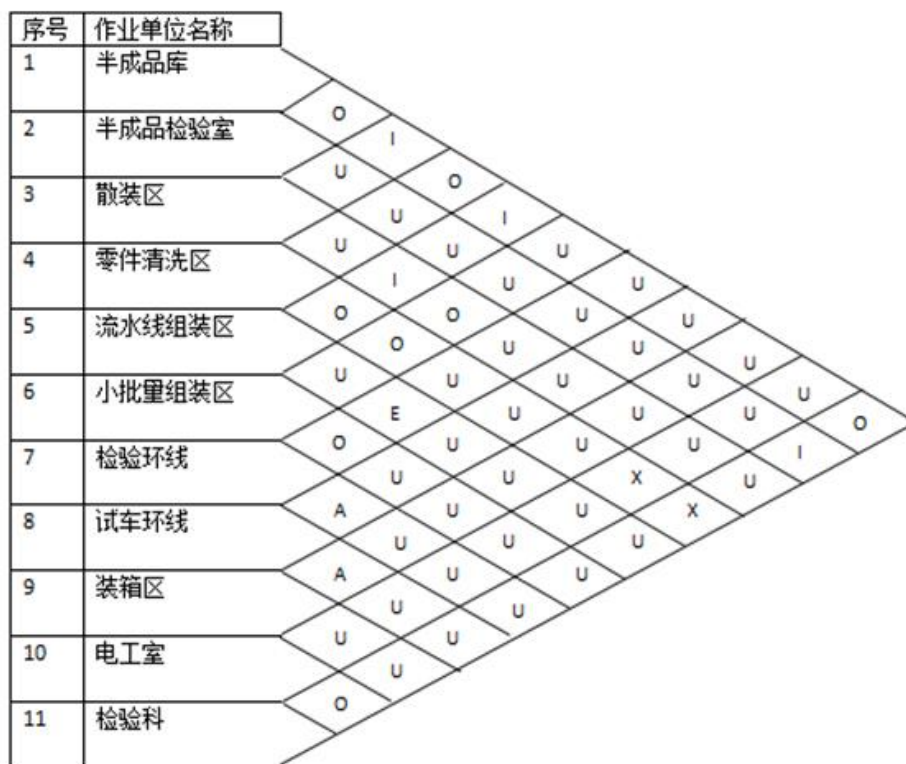 序号 作业单位名称
1 半成品库
O
I
2 半成品检验室
U O
3 散装区
U I
U U U
4 零件清洗区
I U U
O O U U
5 流水线组装区
O U U U
U U U U U
6 小批量组装区
E U U U O
O U U U I
7 检验环线
U U X U
A U U X
8 试车环线
U U U
A U U
9 装箱区
U U
U U
10 电工室
U
O
11 检验科